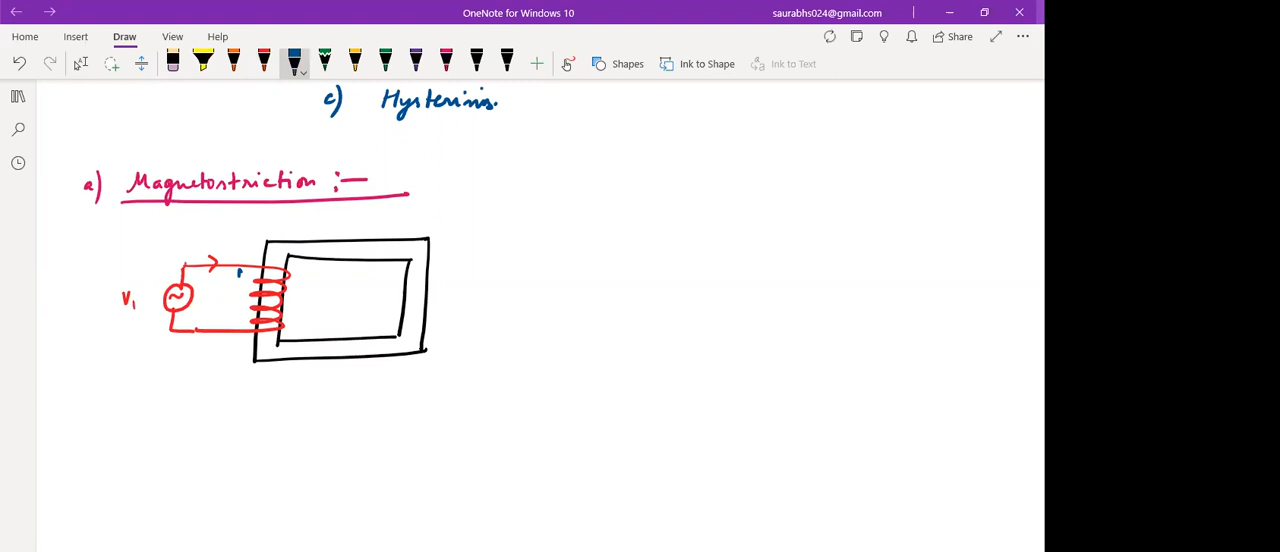 OneNote for Windows 10
saurabhs024@gmail.com
Home Insert Draw View Help
Share
Shapes Ink to Shape Ink to Text
c) Hysterisis.
a) Magnetostriction :-
V1